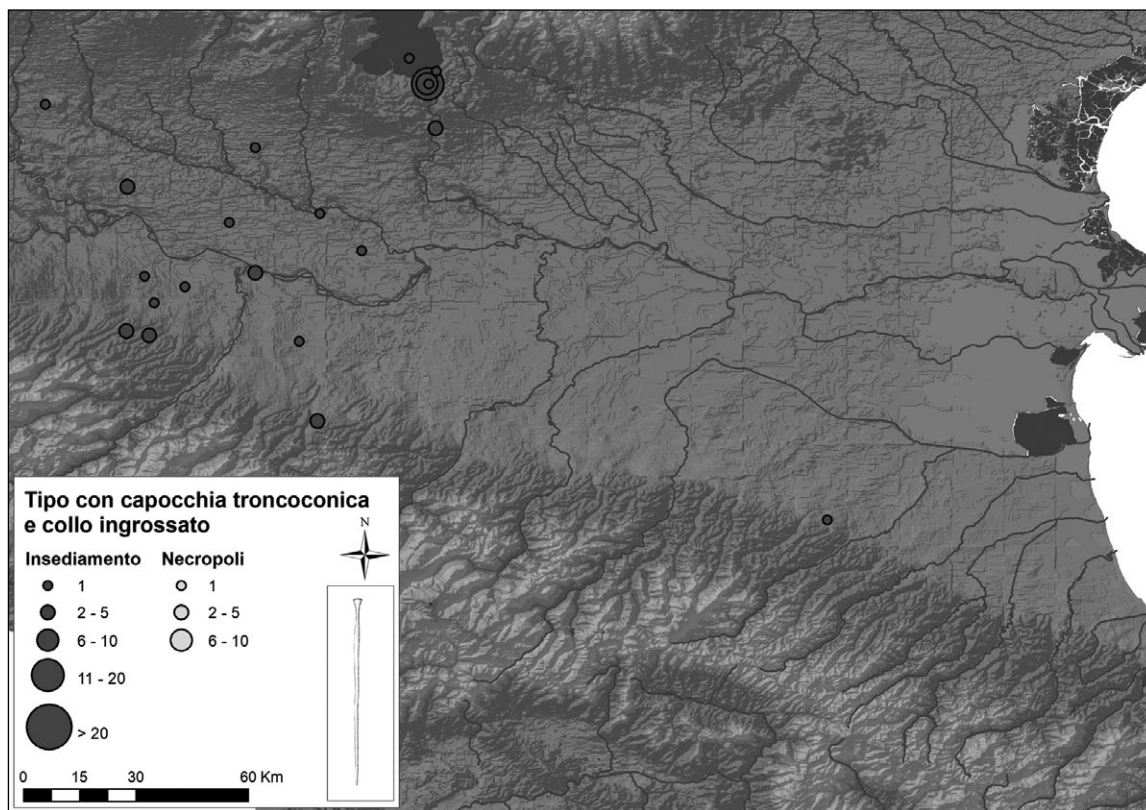 Tipo con capocchia troncoconica
e collo ingrossato
N
Insediamento
1
2 - 5
6 - 10
11 - 20
> 20
Necropoli
1
2 - 5
6 - 10
0 15 30 60 Km